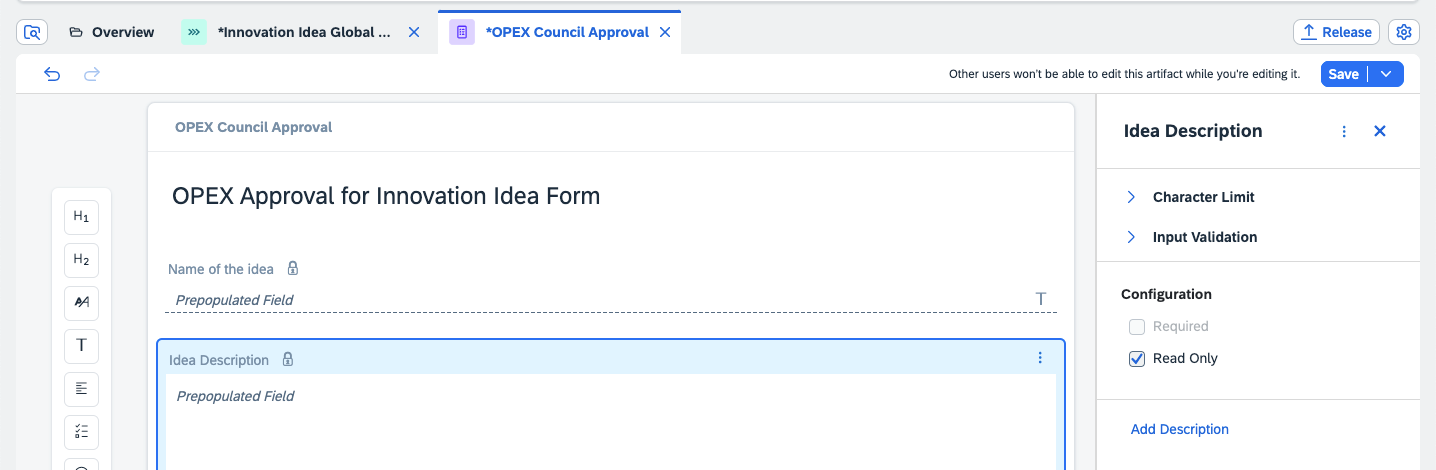 Overview
*Innovation Idea Global ...
*OPEX Council Approval
Release
Other users won't be able to edit this artifact while you're editing it.
Save
OPEX Council Approval
Idea Description
OPEX Approval for Innovation Idea Form
Character Limit
H1
Input Validation
H2
Name of the idea
Configuration
Prepopulated Field
T
Required
T
Idea Description
Read Only
Prepopulated Field
Add Description